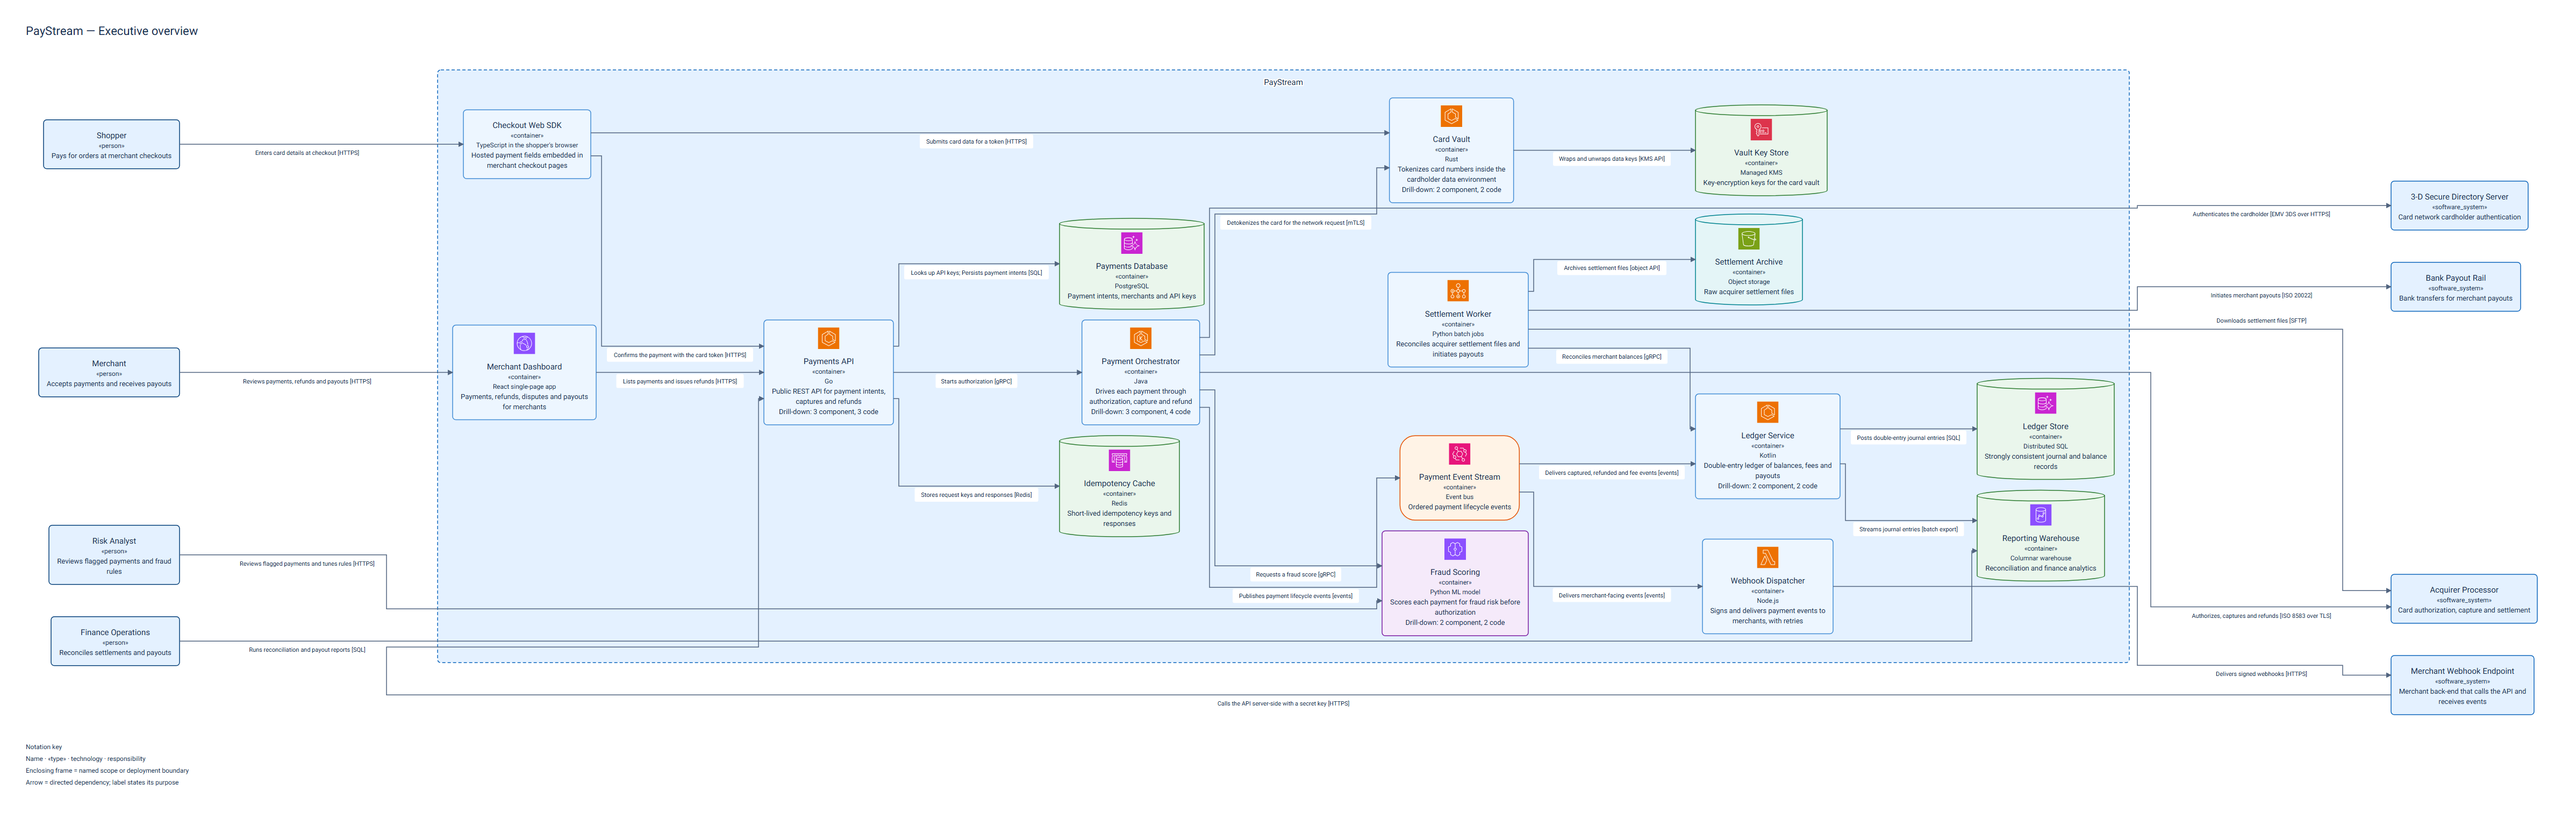 PayStream — Executive overview
PayStream
Shopper
«person»
Pays for orders at merchant checkouts
Enters card details at checkout [HTTPS]
Checkout Web SDK
«container»
TypeScript in the shopper's browser
Hosted payment fields embedded in
merchant checkout pages
Submits card data for a token [HTTPS]
Card Vault
«container»
Rust
Tokenizes card numbers inside the
cardholder data environment
Drill-down: 2 component, 2 code
Wraps and unwraps data keys [KMS API]
Vault Key Store
«container»
Managed KMS
Key-encryption keys for the card vault
3-D Secure Directory Server
«software_system»
Card network cardholder authentication
Authenticates the cardholder [EMV 3DS over HTTPS]
Detokenizes the card for the network request [mTLS]
Payments Database
«container»
PostgreSQL
Payment intents, merchants and API keys
Looks up API keys; Persists payment intents [SQL]
Settlement Archive
«container»
Object storage
Raw acquirer settlement files
Archives settlement files [object API]
Bank Payout Rail
«software_system»
Bank transfers for merchant payouts
Initiates merchant payouts [ISO 20022]
Settlement Worker
«container»
Python batch jobs
Reconciles acquirer settlement files and
initiates payouts
Downloads settlement files [SFTP]
Reconciles merchant balances [gRPC]
Merchant
«person»
Accepts payments and receives payouts
Reviews payments, refunds and payouts [HTTPS]
Merchant Dashboard
«container»
React single-page app
Payments, refunds, disputes and payouts
for merchants
Confirms the payment with the card token [HTTPS]
Lists payments and issues refunds [HTTPS]
Payments API
«container»
Go
Public REST API for payment intents,
captures and refunds
Drill-down: 3 component, 3 code
Starts authorization [gRPC]
Payment Orchestrator
«container»
Java
Drives each payment through
authorization, capture and refund
Drill-down: 3 component, 4 code
Ledger Service
«container»
Kotlin
Double-entry ledger of balances, fees and
payouts
Drill-down: 2 component, 2 code
Posts double-entry journal entries [SQL]
Ledger Store
«container»
Distributed SQL
Strongly consistent journal and balance
records
Idempotency Cache
«container»
Redis
Short-lived idempotency keys and
responses
Stores request keys and responses [Redis]
Payment Event Stream
«container»
Event bus
Ordered payment lifecycle events
Delivers captured, refunded and fee events [events]
Streams journal entries [batch export]
Reporting Warehouse
«container»
Columnar warehouse
Reconciliation and finance analytics
Risk Analyst
«person»
Reviews flagged payments and fraud
rules
Reviews flagged payments and tunes rules [HTTPS]
Requests a fraud score [gRPC]
Publishes payment lifecycle events [events]
Fraud Scoring
«container»
Python ML model
Scores each payment for fraud risk before
authorization
Drill-down: 2 component, 2 code
Delivers merchant-facing events [events]
Webhook Dispatcher
«container»
Node.js
Signs and delivers payment events to
merchants, with retries
Acquirer Processor
«software_system»
Card authorization, capture and settlement
Authorizes, captures and refunds [ISO 8583 over TLS]
Finance Operations
«person»
Reconciles settlements and payouts
Runs reconciliation and payout reports [SQL]
Delivers signed webhooks [HTTPS]
Merchant Webhook Endpoint
«software_system»
Merchant back-end that calls the API and
receives events
Calls the API server-side with a secret key [HTTPS]
Notation key
Name · «type» · technology · responsibility
Enclosing frame = named scope or deployment boundary
Arrow = directed dependency; label states its purpose